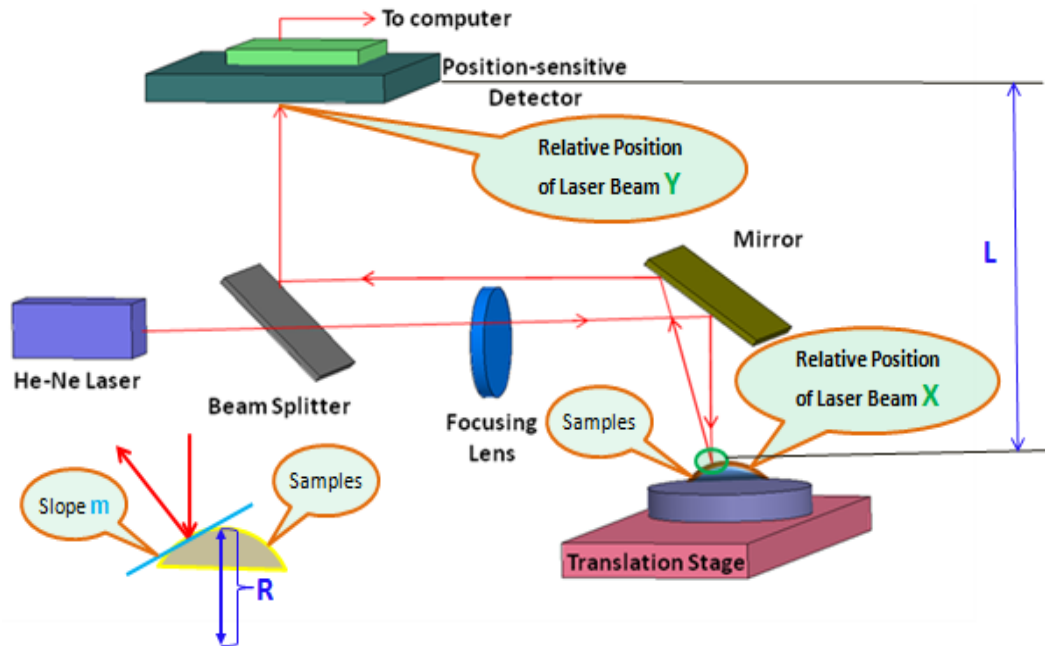 To computer
Position-sensitive
Detector
Relative Position
of Laser Beam Y
Mirror
L
He-Ne Laser
Beam Splitter
Focusing
Lens
Samples
Relative Position
of Laser Beam X
Slope m
Samples
R
Translation Stage